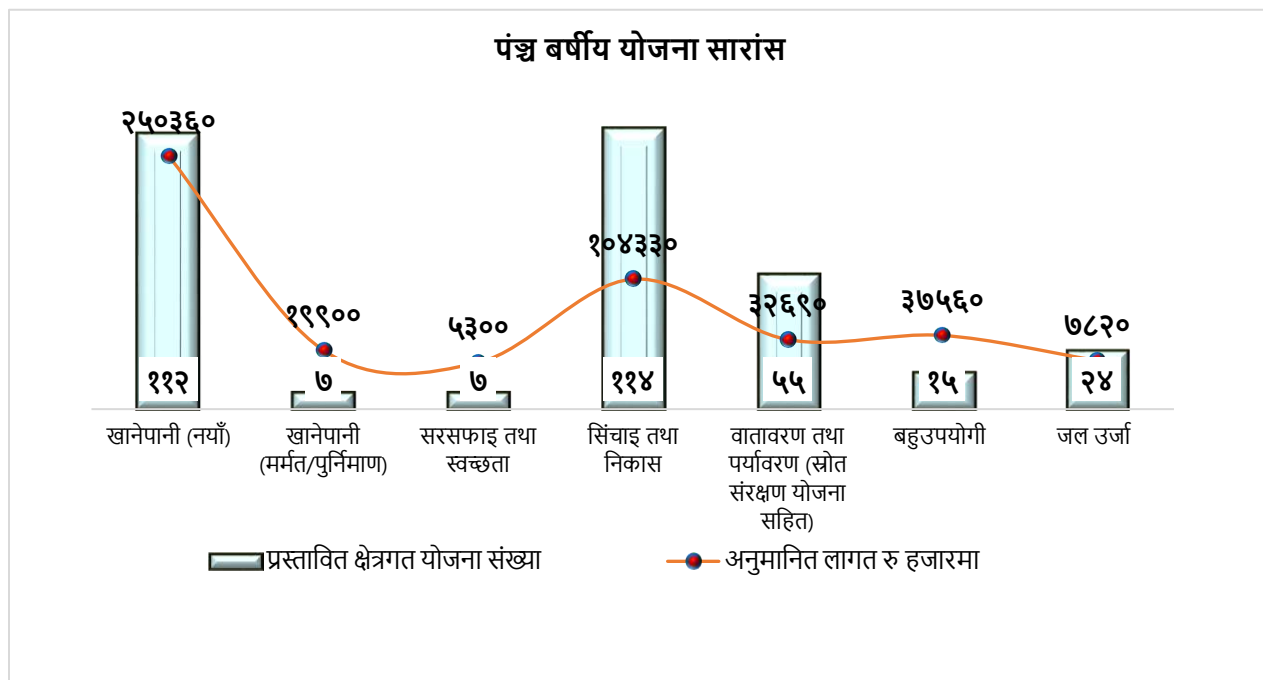 पंञ्च बर्षीय योजना सारांस
२५०३६०
१९९००
५३००
१०४३३०
३२६९०
३७५६०
७८२०
११२
७
७
११४
५५
१५
२४
खानेपानी (नयाँ)
खानेपानी
(मर्मत/पुर्निमाण)
सरसफाइ तथा
स्वच्छता
सिंचाइ तथा
निकास
वातावरण तथा
पर्यावरण (स्रोत
संरक्षण योजना
सहित)
बहुउपयोगी
जल उर्जा
प्रस्तावित क्षेत्रगत योजना संख्या
अनुमानित लागत रु हजारमा